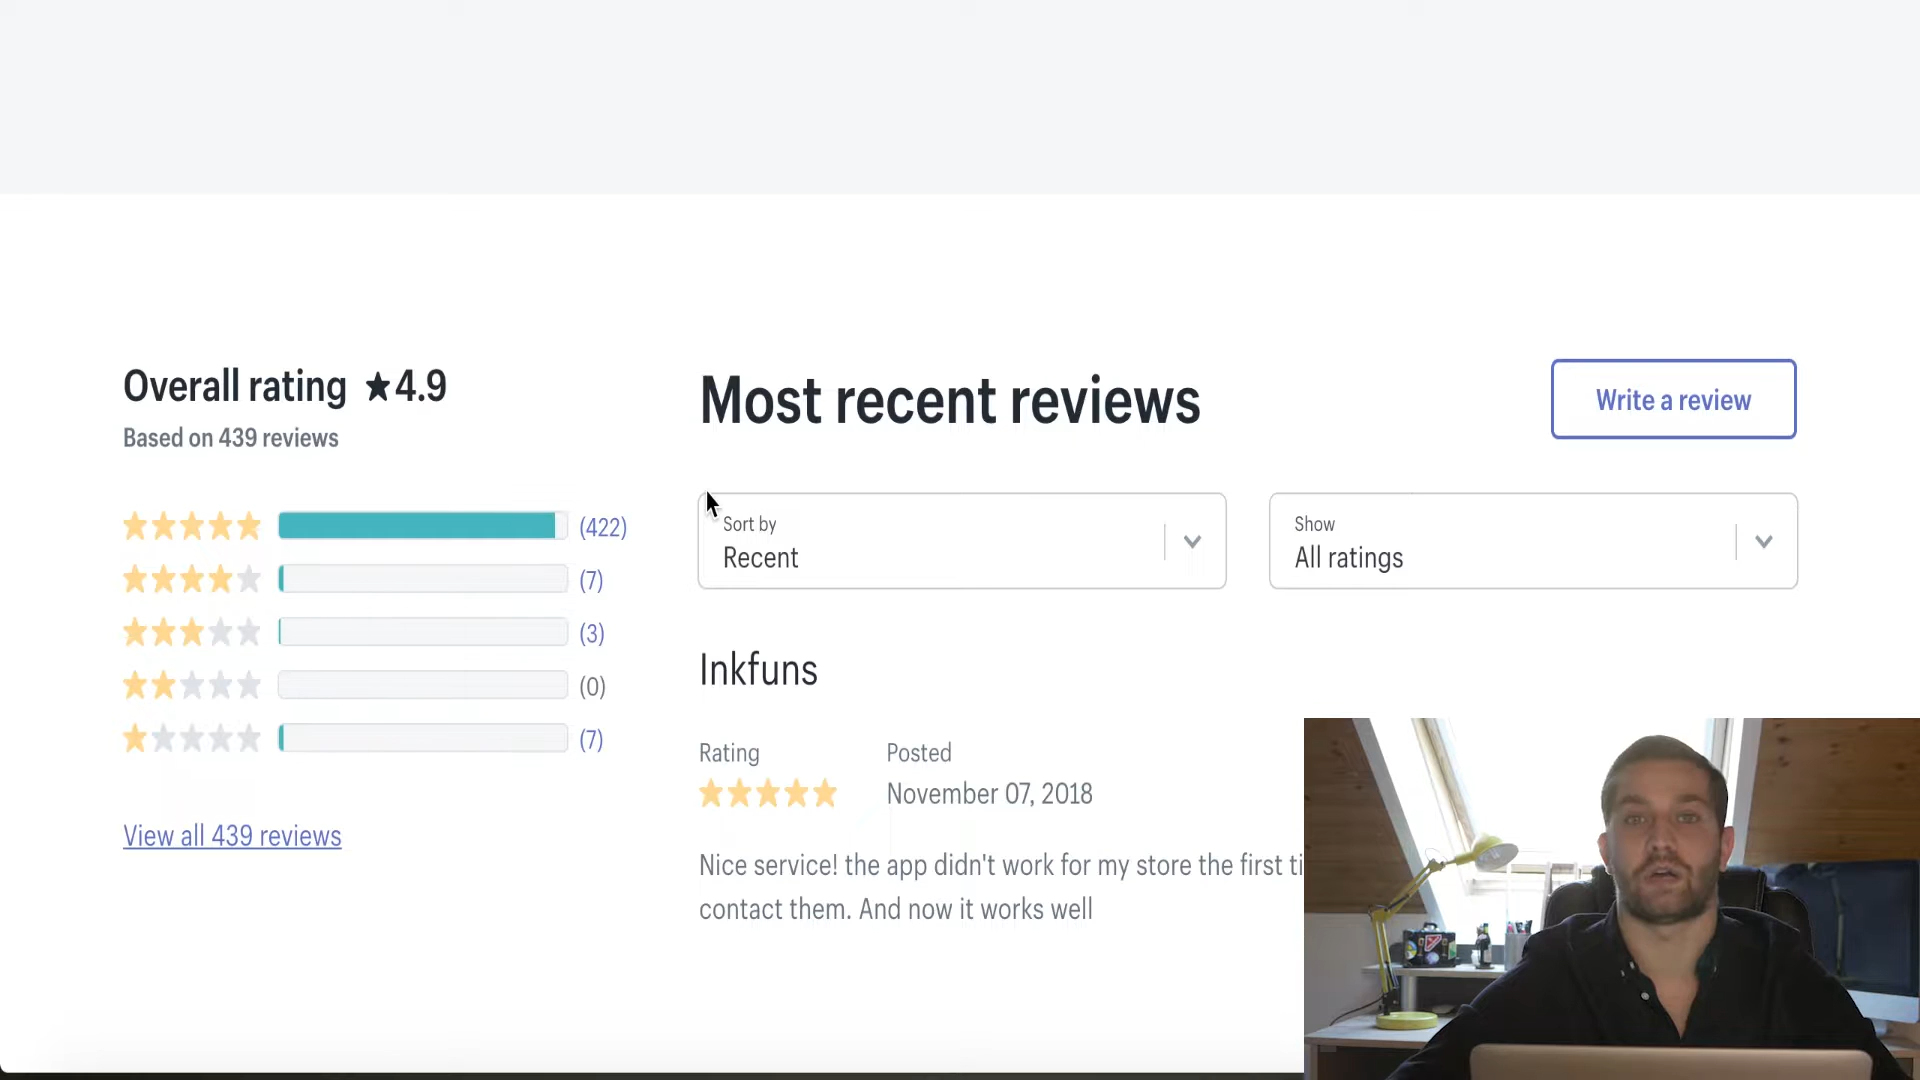 Overall rating ★4.9
Based on 439 reviews
(422)
(7)
(3)
(0)
(7)
View all 439 reviews
Most recent reviews
Write a review
Sort by
Recent
Show
All ratings
Inkfuns
Rating
Posted
November 07, 2018
Nice service! the app didn't work for my store the first ti
contact them. And now it works well